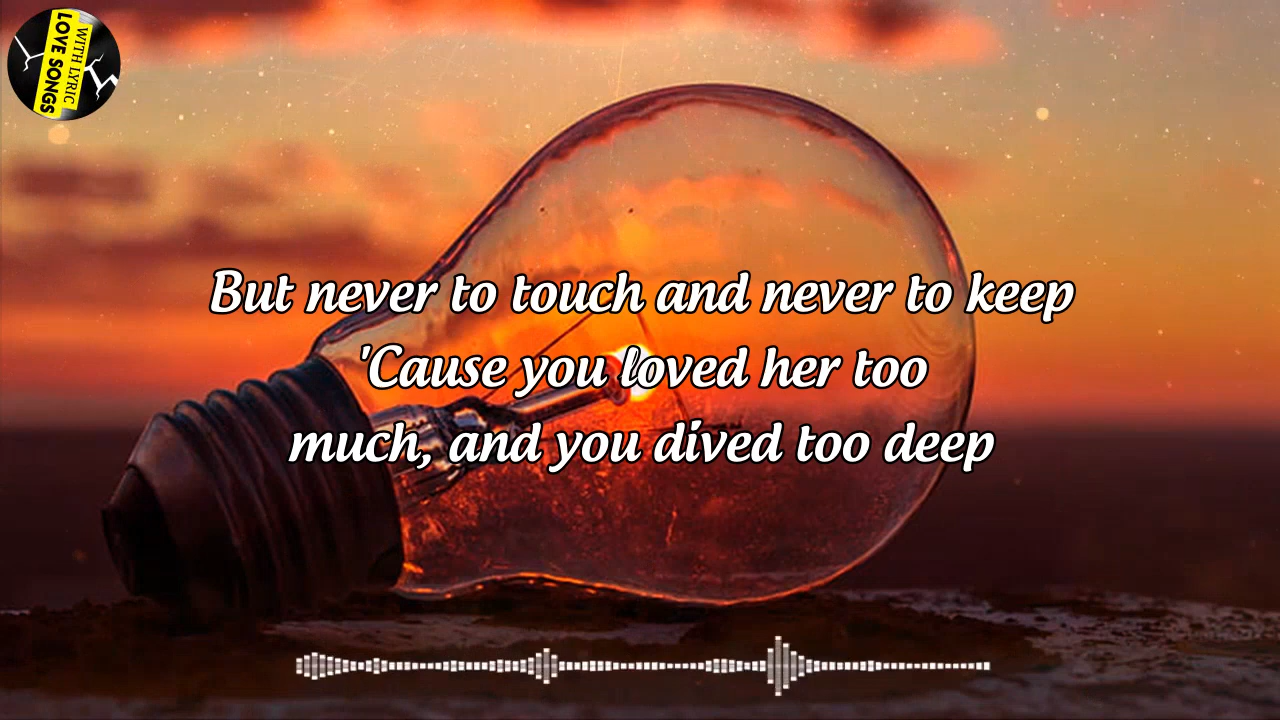 WITH LYRIC
LOVE SONGS
But never to touch and never to keep
'Cause you loved her too
much, and you dived too deep